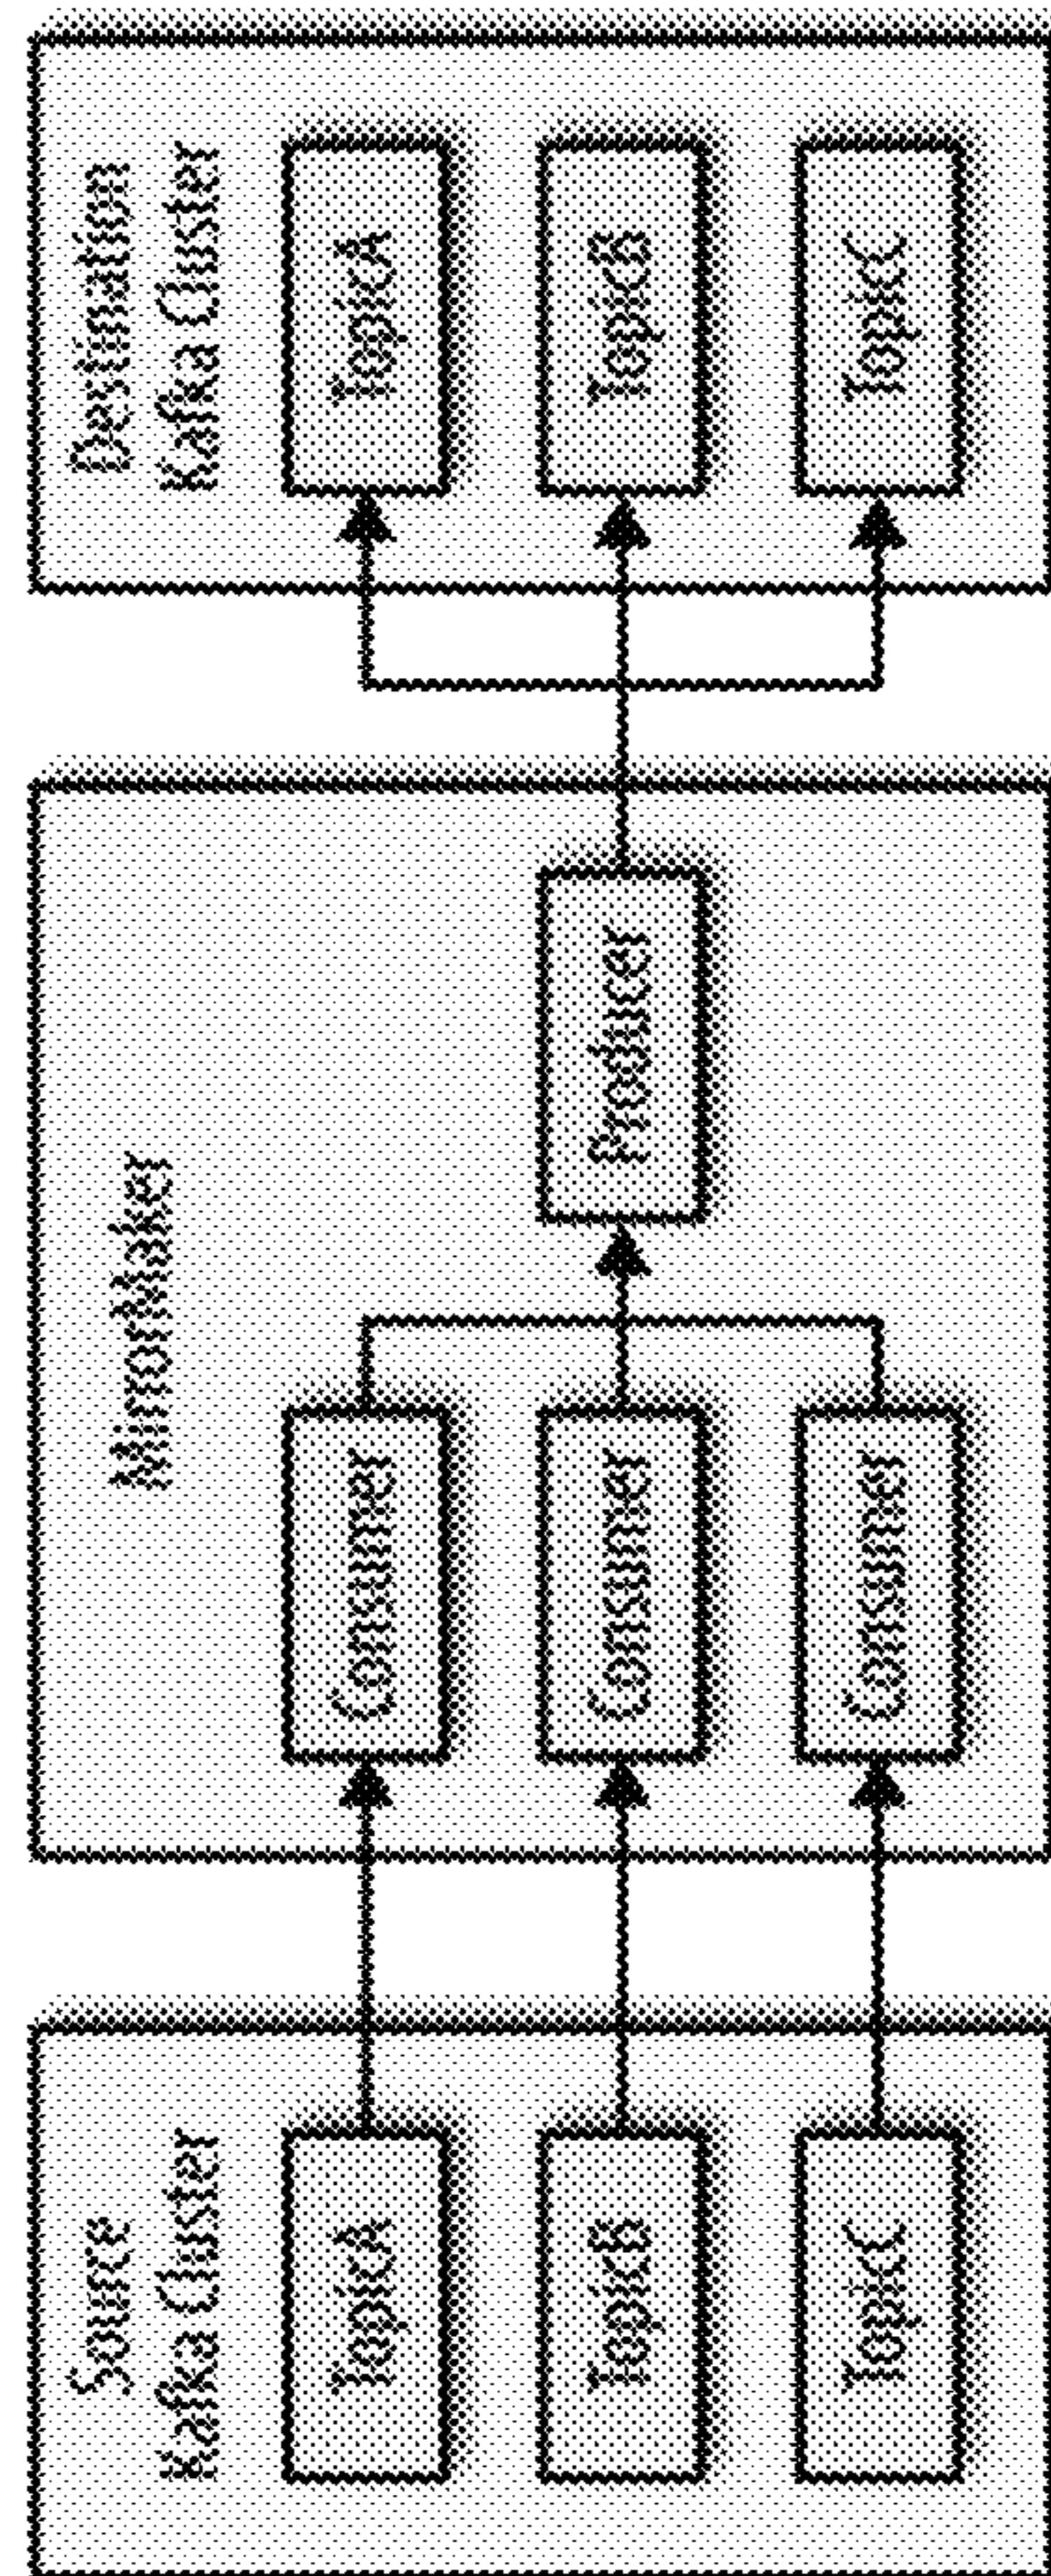 Source
Kafka Cluster
TopicA
TopicB
TopicC
MirrorMaker
Consumer
Consumer
Consumer
Producer
Destination
Kafka Cluster
TopicA
TopicB
TopicC